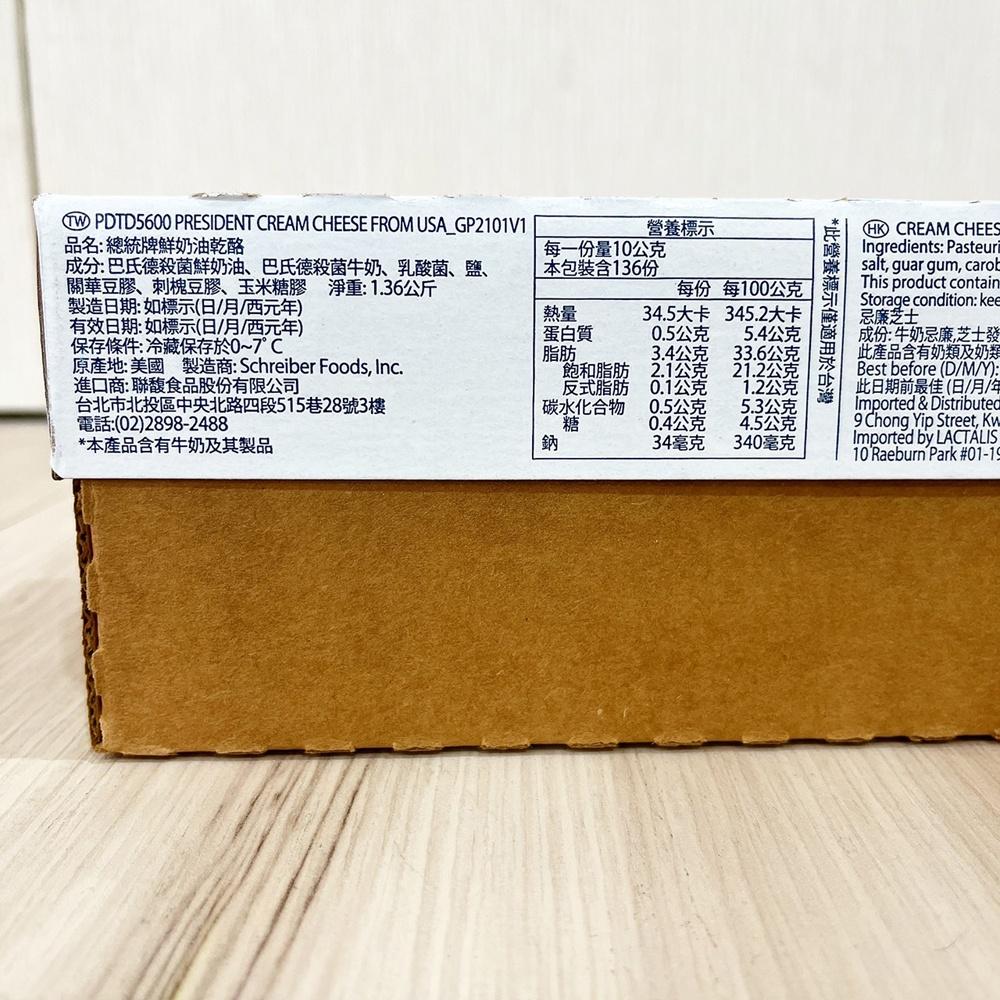 TW PDTD5600 PRESIDENT CREAM CHEESE FROM USA_GP2101V1
品名: 總統牌鮮奶油乾酪
成分: 巴氏德殺菌鮮奶油、巴氏德殺菌牛奶、乳酸菌、鹽、
關華豆膠、刺槐豆膠、玉米糖膠 淨重: 1.36公斤
製造日期: 如標示(日/月/西元年)
有效日期: 如標示(日/月/西元年)
保存條件: 冷藏保存於0~7˚C
原產地: 美國 製造商: Schreiber Foods, Inc.
進口商: 聯馥食品股份有限公司
台北市北投區中央北路四段515巷28號3樓
電話:(02)2898-2488
*本產品含有牛奶及其製品
營養標示
每一份量10公克
本包裝含136份
每份 每100公克
熱量 34.5大卡 345.2大卡
蛋白質 0.5公克 5.4公克
脂肪 3.4公克 33.6公克
飽和脂肪 2.1公克 21.2公克
反式脂肪 0.1公克 1.2公克
碳水化合物 0.5公克 5.3公克
糖 0.4公克 4.5公克
鈉 34毫克 340毫克
*此營養標示僅適用於台灣
HK CREAM CHEES
Ingredients: Pasteuri
salt, guar gum, carob
This product contain
Storage condition: kee
忌廉芝士
成份: 牛奶忌廉,芝士發
此產品含有奶類及奶類
Best before (D/M/Y):
此日期前最佳 (日/月/年
Imported & Distributed
9 Chong Yip Street, Kw
Imported by LACTALIS
10 Raeburn Park #01-19